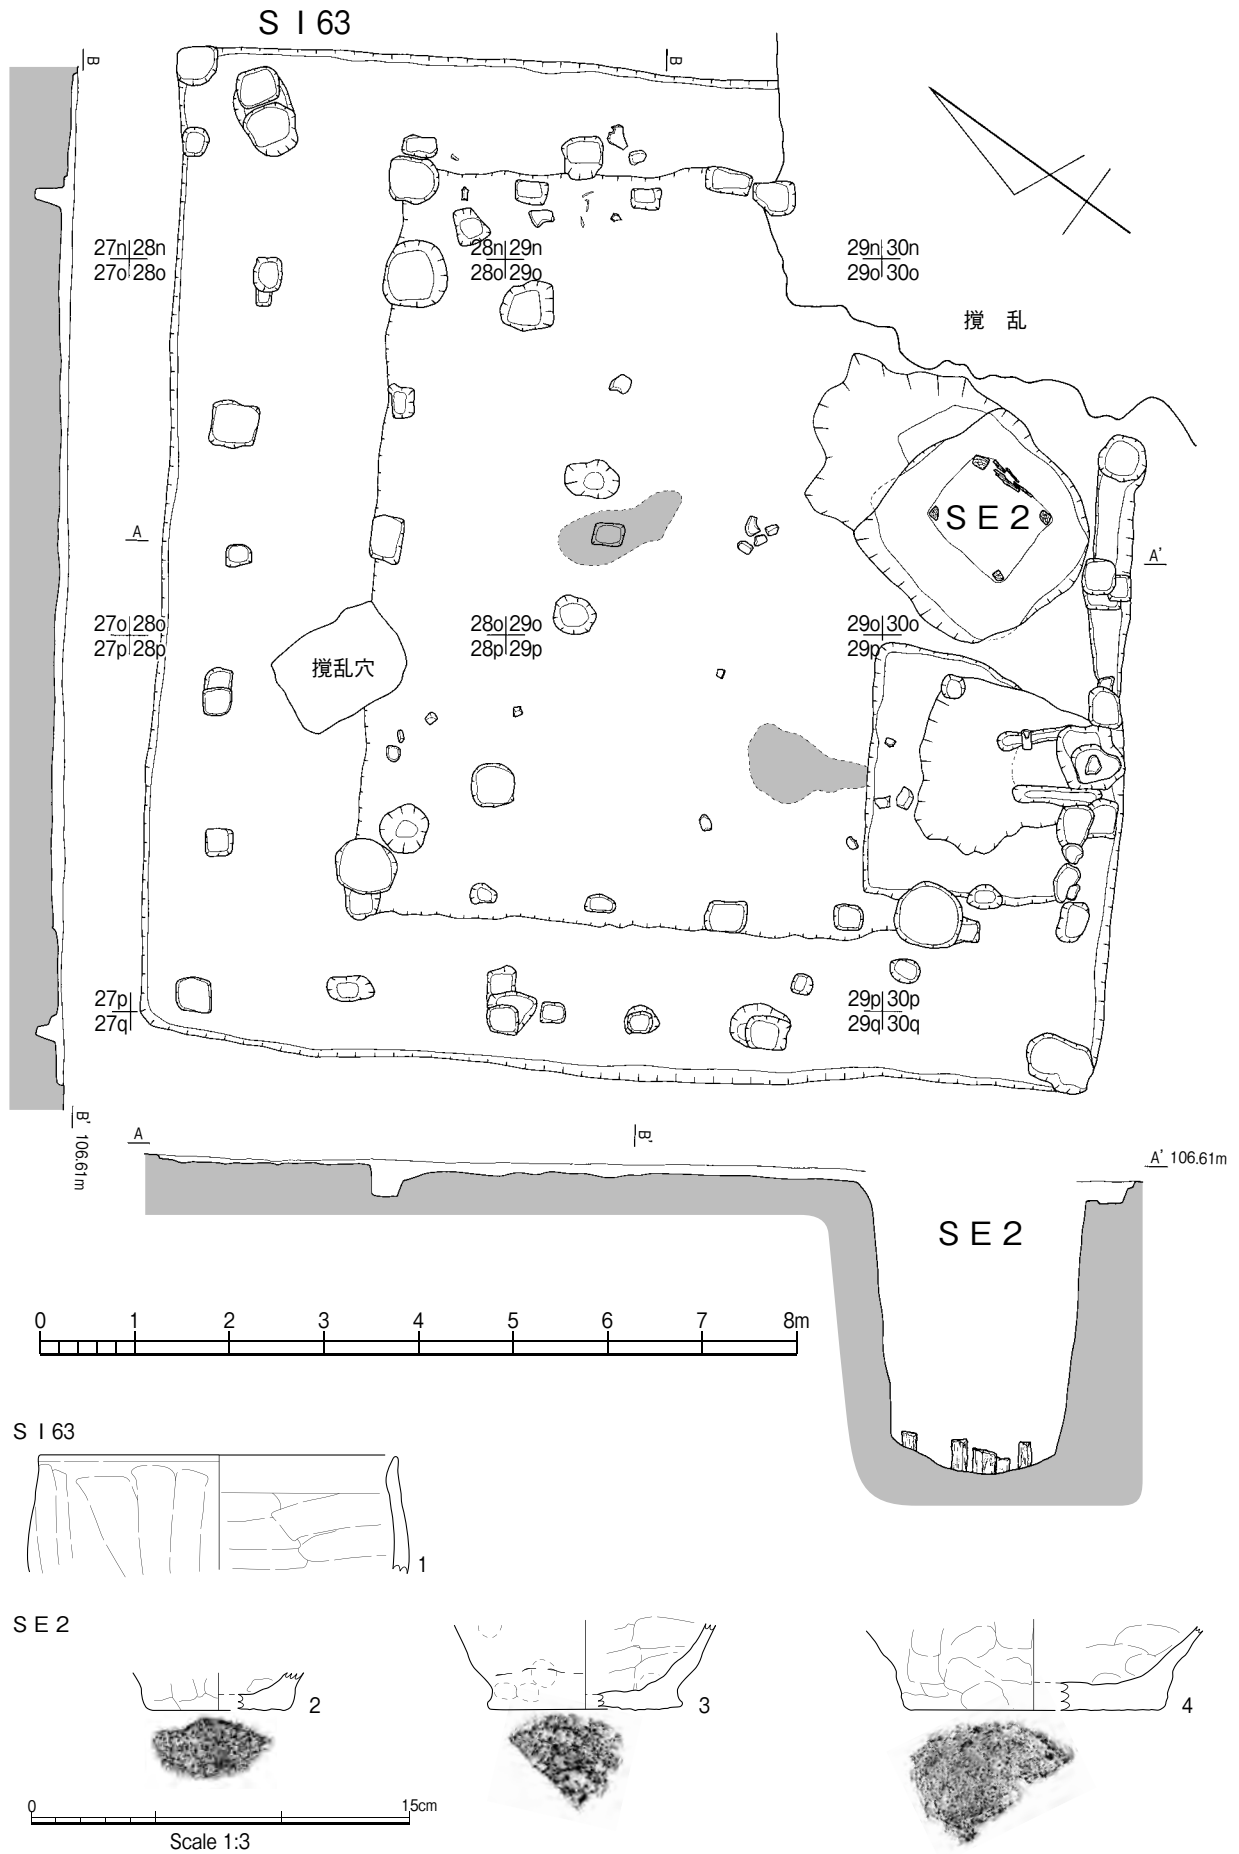 SI63
B
B
27n 28n
27o 28o
28n 29n
28o 29o
29n 30n
29o 30o
撹乱
A
SE2
A'
27o 28o
27p 28p
28o 29o
28p 29p
29o 30o
29p
撹乱穴
27p
27q
29p 30p
29q 30q
B'
106.61m
A
B'
A' 106.61m
SE2
0 1 2 3 4 5 6 7 8m
SI63
1
SE2
2
3
4
0 15cm
Scale 1:3